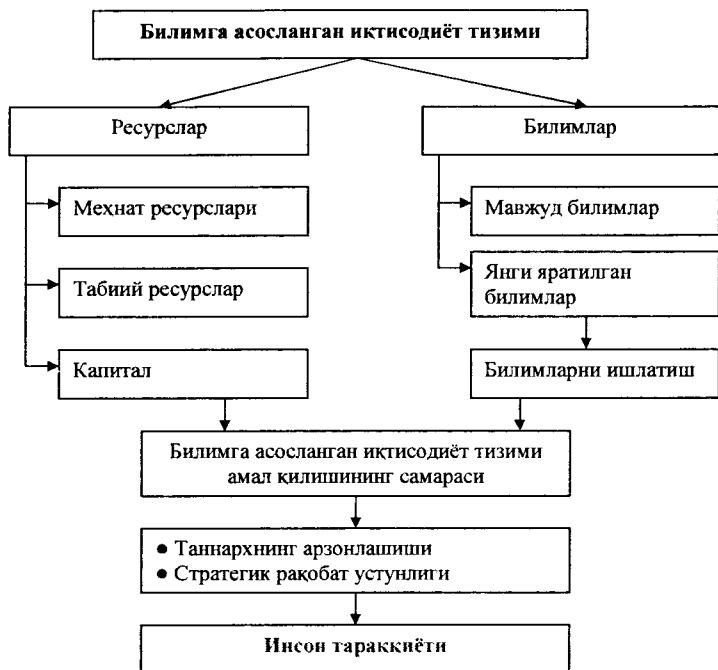 Билимга асосланган иқтисодиёт тизими
Ресурслар
Билимлар
Меҳнат ресурслари
Мавжуд билимлар
Табиий ресурслар
Янги яратилган
билимлар
Капитал
Билимларни ишлатиш
Билимга асосланган иқтисодиёт тизими
амал қилишининг самараси
● Таннархнинг арзонлашиши
● Стратегик рақобат устунлиги
Инсон тараққиёти